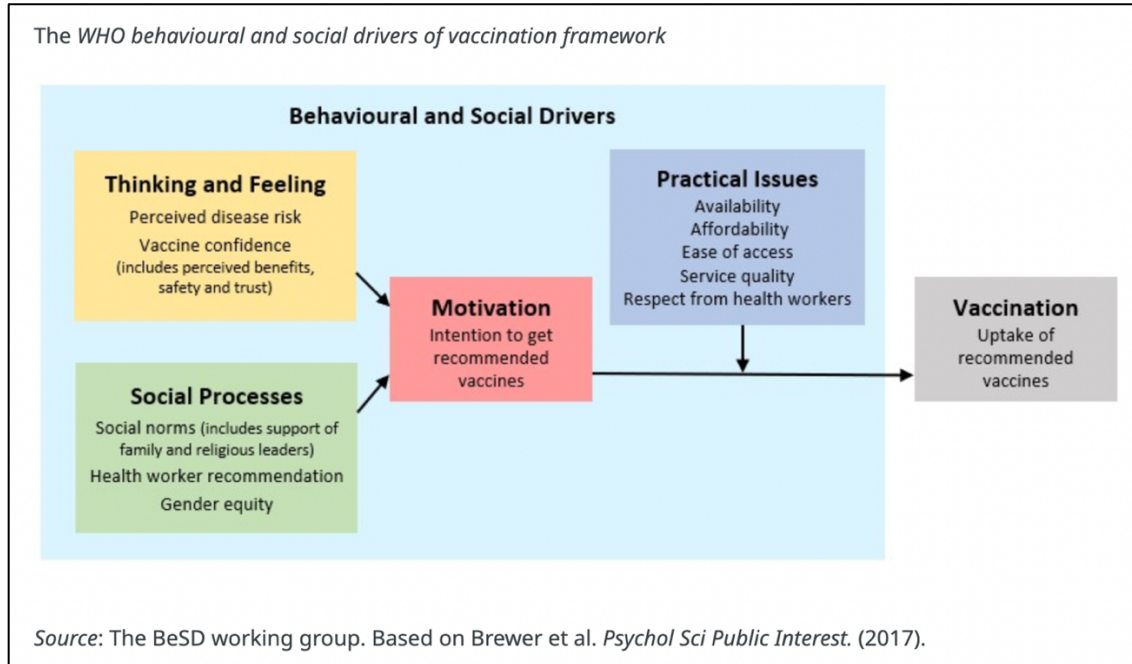 The WHO behavioural and social drivers of vaccination framework
Behavioural and Social Drivers
Thinking and Feeling
Perceived disease risk
Vaccine confidence
(includes perceived benefits,
safety and trust)
Social Processes
Social norms (includes support of
family and religious leaders)
Health worker recommendation
Gender equity
Motivation
Intention to get
recommended
vaccines
Practical Issues
Availability
Affordability
Ease of access
Service quality
Respect from health workers
Vaccination
Uptake of
recommended
vaccines
Source: The BeSD working group. Based on Brewer et al. Psychol Sci Public Interest. (2017).